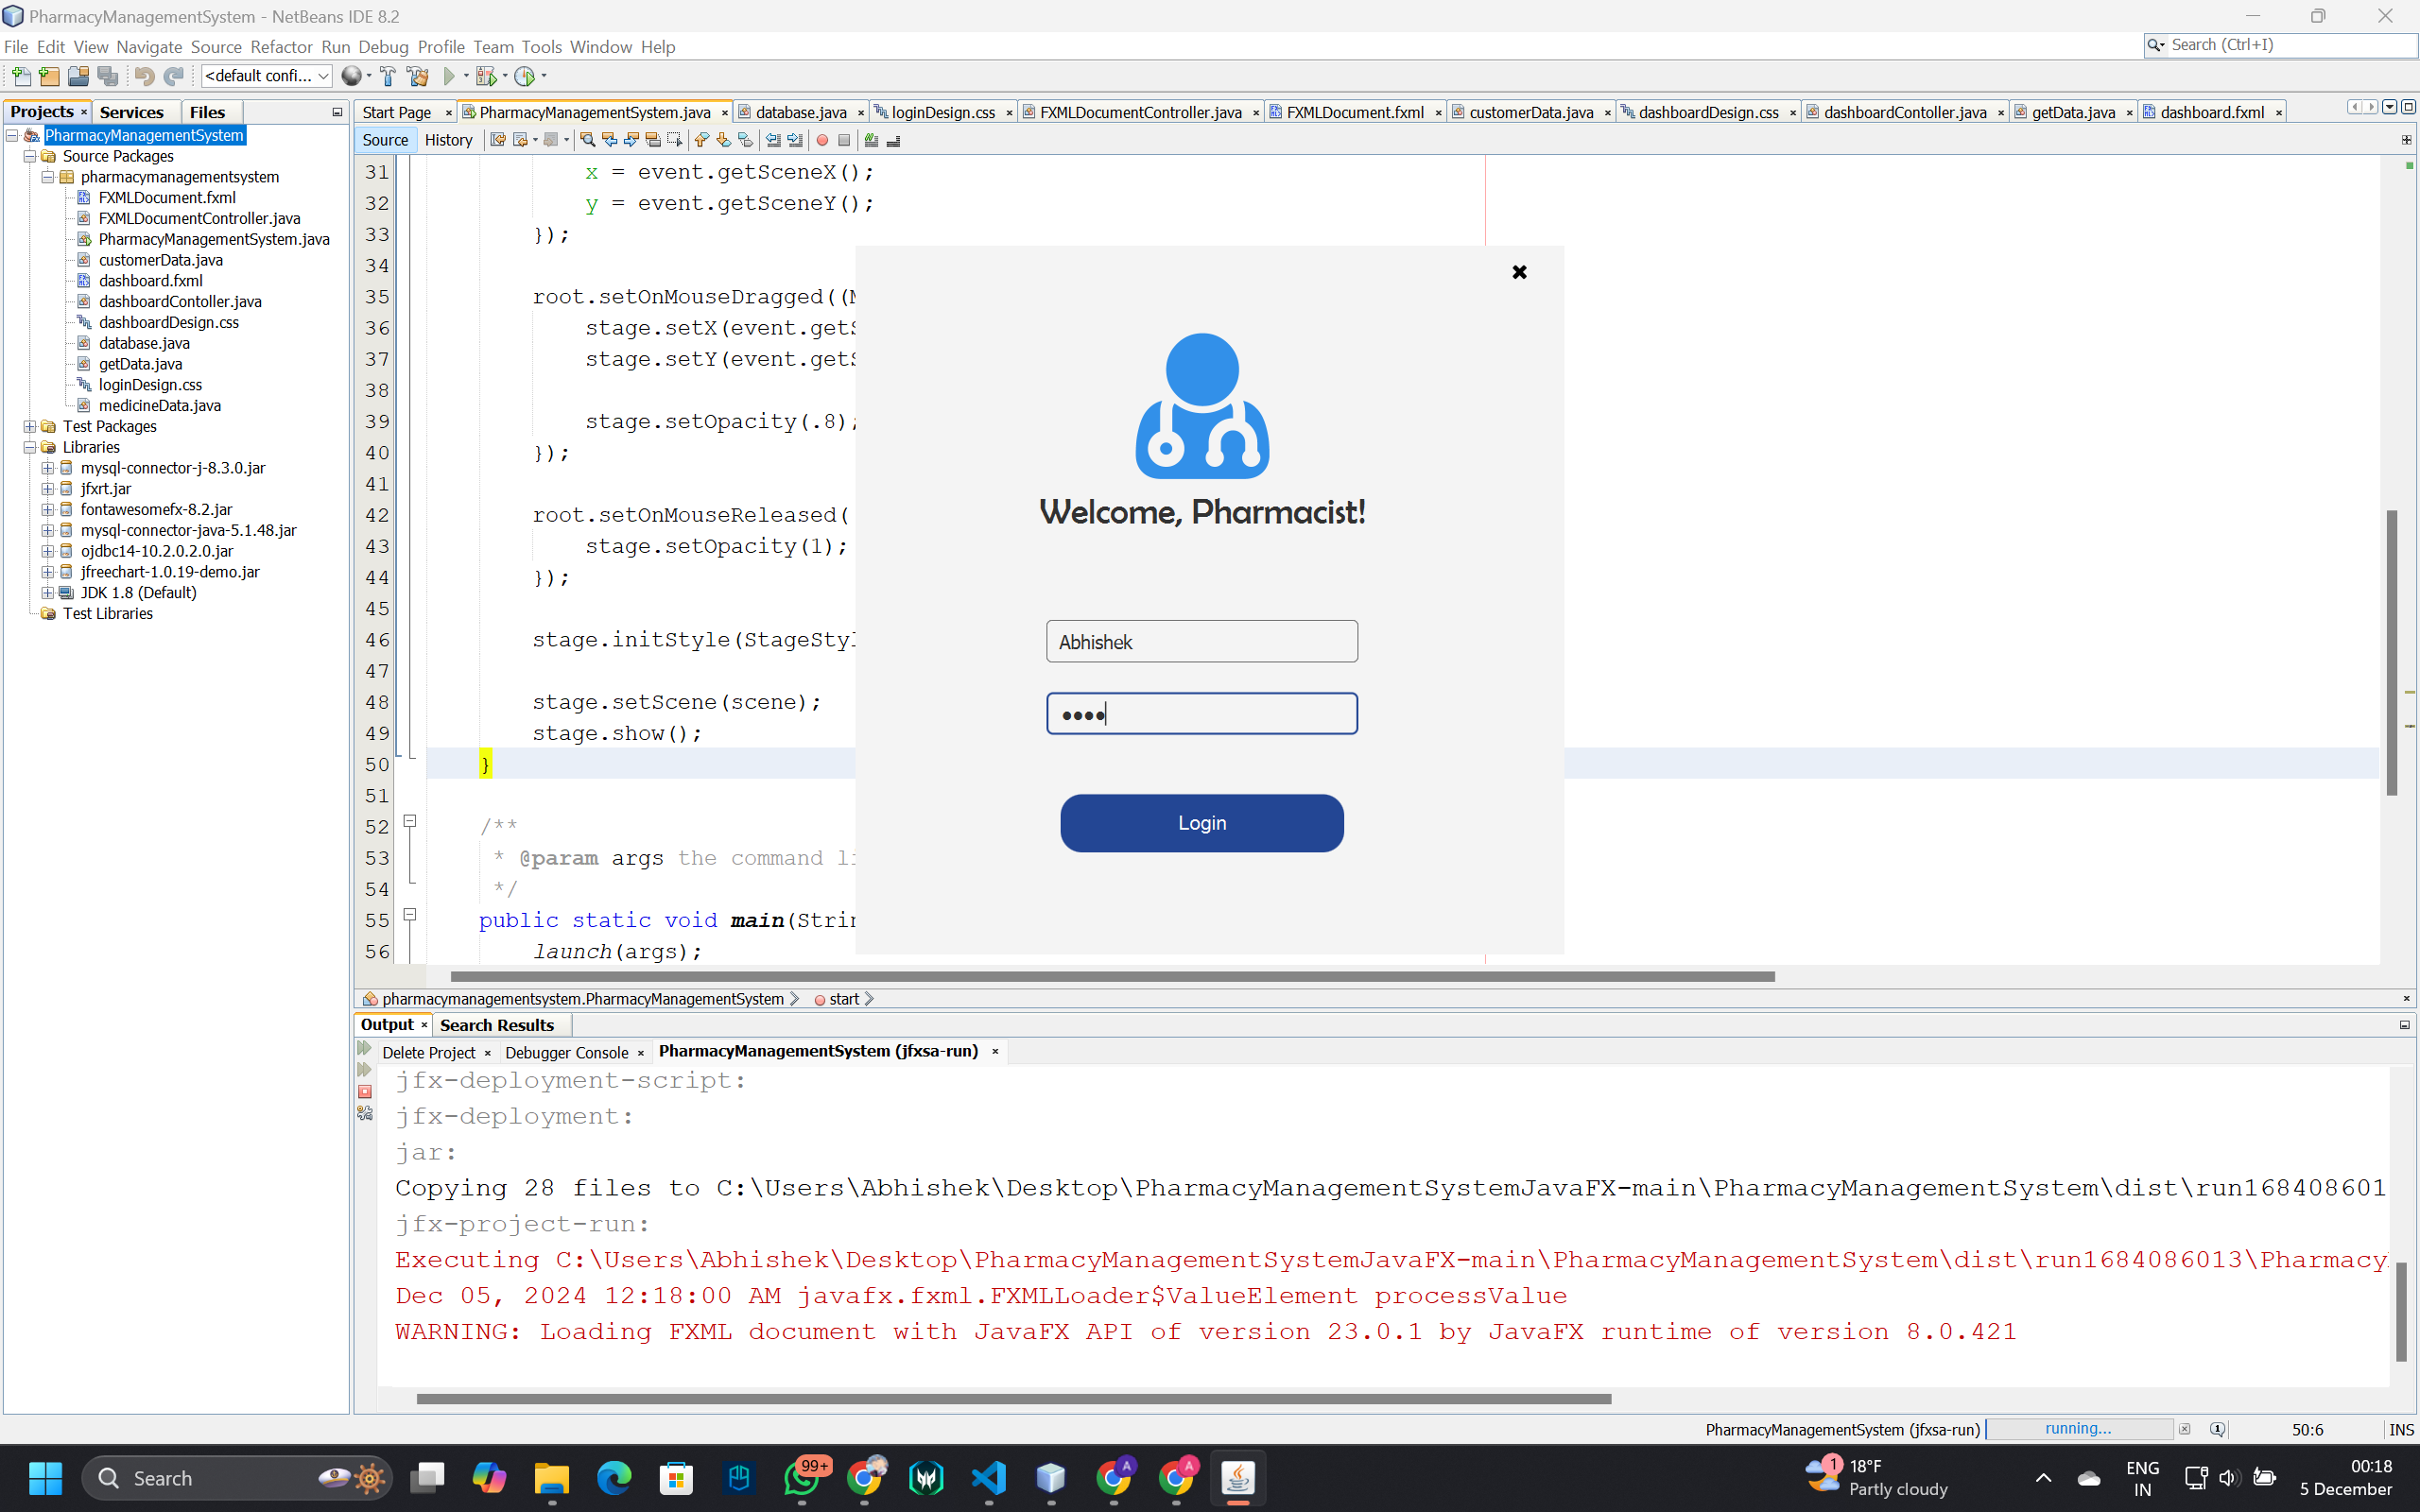 PharmacyManagementSystem - NetBeans IDE 8.2
File Edit View Navigate Source Refactor Run Debug Profile Team Tools Window Help
Search (Ctrl+I)
<default confi...
Projects Services Files
Start Page PharmacyManagementSystem.java database.java loginDesign.css FXMLDocumentController.java FXMLDocument.fxml customerData.java dashboardDesign.css dashboardContoller.java getData.java dashboard.fxml
Source History
PharmacyManagementSystem
Source Packages
pharmacymanagementsystem
FXMLDocument.fxml
FXMLDocumentController.java
PharmacyManagementSystem.java
customerData.java
dashboard.fxml
dashboardContoller.java
dashboardDesign.css
database.java
getData.java
loginDesign.css
medicineData.java
Test Packages
Libraries
mysql-connector-j-8.3.0.jar
jfxrt.jar
fontawesomefx-8.2.jar
mysql-connector-java-5.1.48.jar
ojdbc14-10.2.0.2.0.jar
jfreechart-1.0.19-demo.jar
JDK 1.8 (Default)
Test Libraries
31 x = event.getSceneX();
32 y = event.getSceneY();
33 });
34
35 root.setOnMouseDragged((
36 stage.setX(event.get
37 stage.setY(event.get
38
39 stage.setOpacity(.8);
40 });
41
42 root.setOnMouseReleased(
43 stage.setOpacity(1);
44 });
45
46 stage.initStyle(StageStyl
47
48 stage.setScene(scene);
49 stage.show();
50 }
51
52 /**
53 * @param args the command l
54 */
55 public static void main(Strin
56 launch(args);
Welcome, Pharmacist!
Abhishek
••••
Login
pharmacymanagementsystem.PharmacyManagementSystem start
Output Search Results
Delete Project Debugger Console PharmacyManagementSystem (jfxsa-run)
jfx-deployment-script:
jfx-deployment:
jar:
Copying 28 files to C:\Users\Abhishek\Desktop\PharmacyManagementSystemJavaFX-main\PharmacyManagementSystem\dist\run168408601
jfx-project-run:
Executing C:\Users\Abhishek\Desktop\PharmacyManagementSystemJavaFX-main\PharmacyManagementSystem\dist\run1684086013\Pharmacy
Dec 05, 2024 12:18:00 AM javafx.fxml.FXMLLoader$ValueElement processValue
WARNING: Loading FXML document with JavaFX API of version 23.0.1 by JavaFX runtime of version 8.0.421
PharmacyManagementSystem (jfxsa-run) running... 50:6 INS
Search
99+
A
A
1
18°F
Partly cloudy
ENG
IN
00:18
5 December